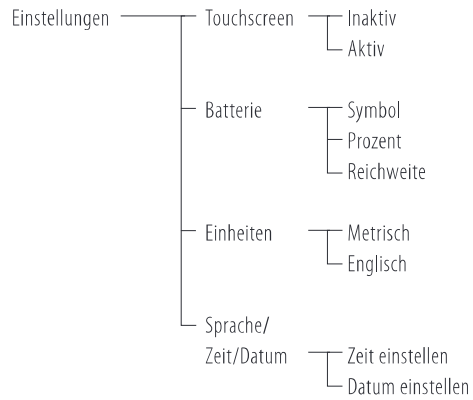 Einstellungen Touchscreen Inaktiv
Aktiv
Batterie Symbol
Prozent
Reichweite
Einheiten Metrisch
Englisch
Sprache/
Zeit/Datum Zeit einstellen
Datum einstellen